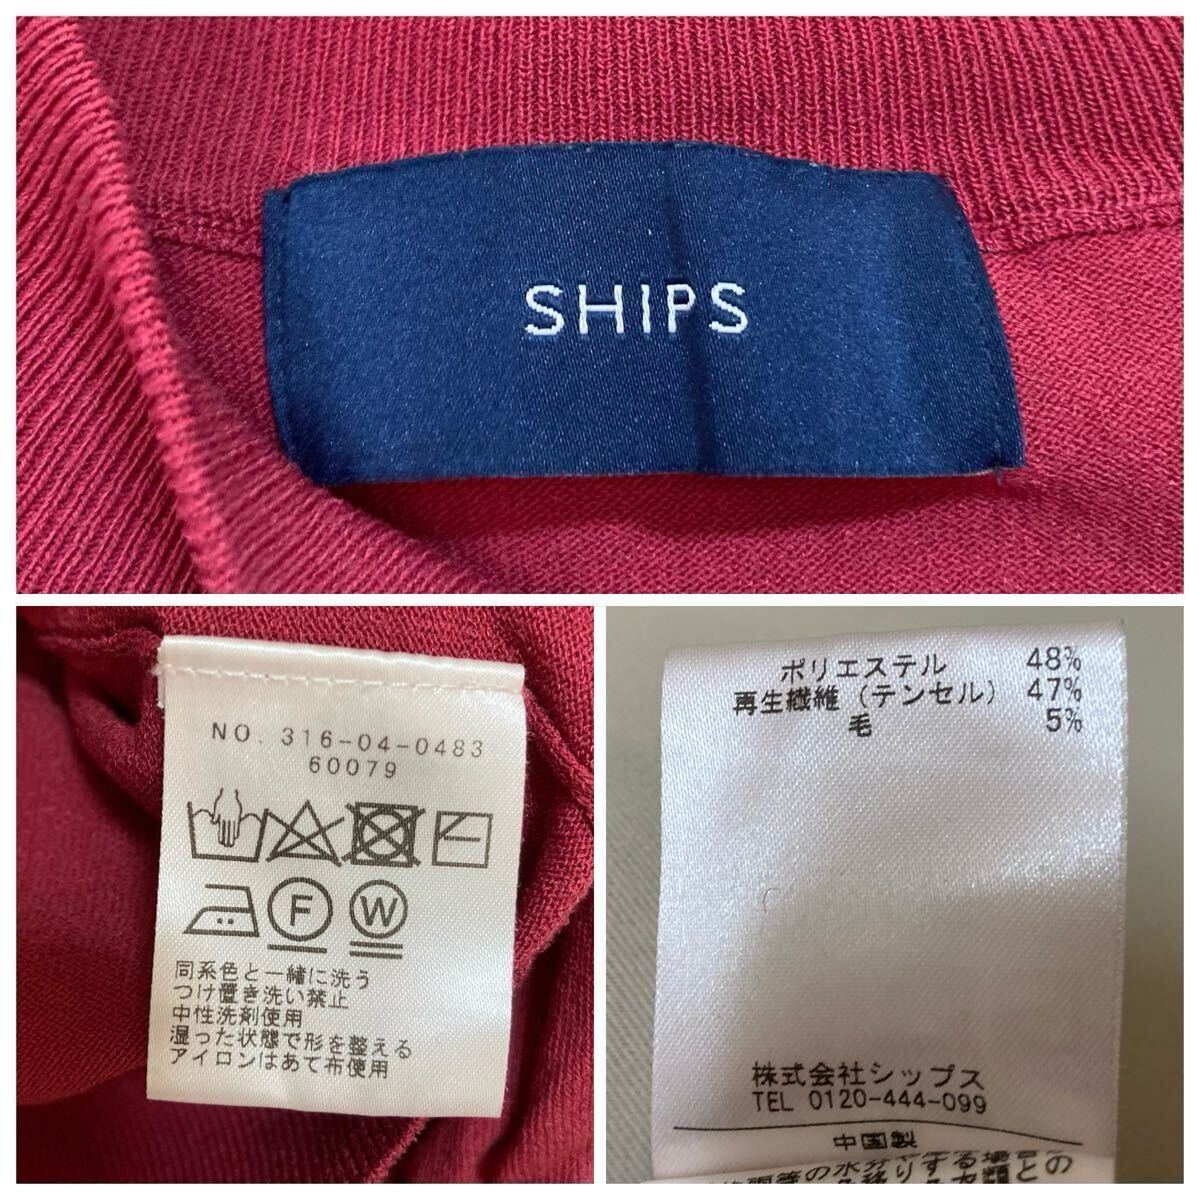 SHIPS
NO. 316-04-0483
60079
F
W
同系色と一緒に洗う
つけ置き洗い禁止
中性洗剤使用
湿った状態で形を整える
アイロンはあて布使用
ポリエステル 48%
再生繊維（テンセル） 47%
毛 5%
株式会社シップス
TEL 0120-444-099
中国製